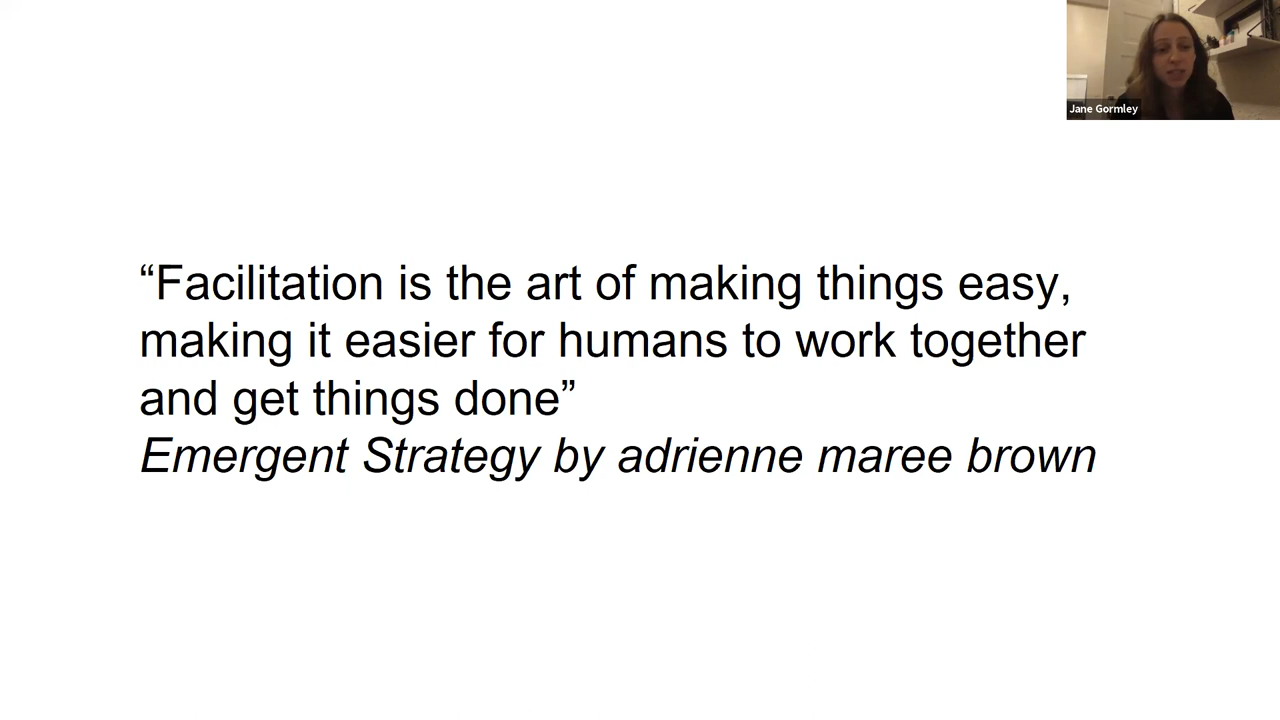 Jane Gormley
“Facilitation is the art of making things easy,
making it easier for humans to work together
and get things done”
Emergent Strategy by adrienne maree brown